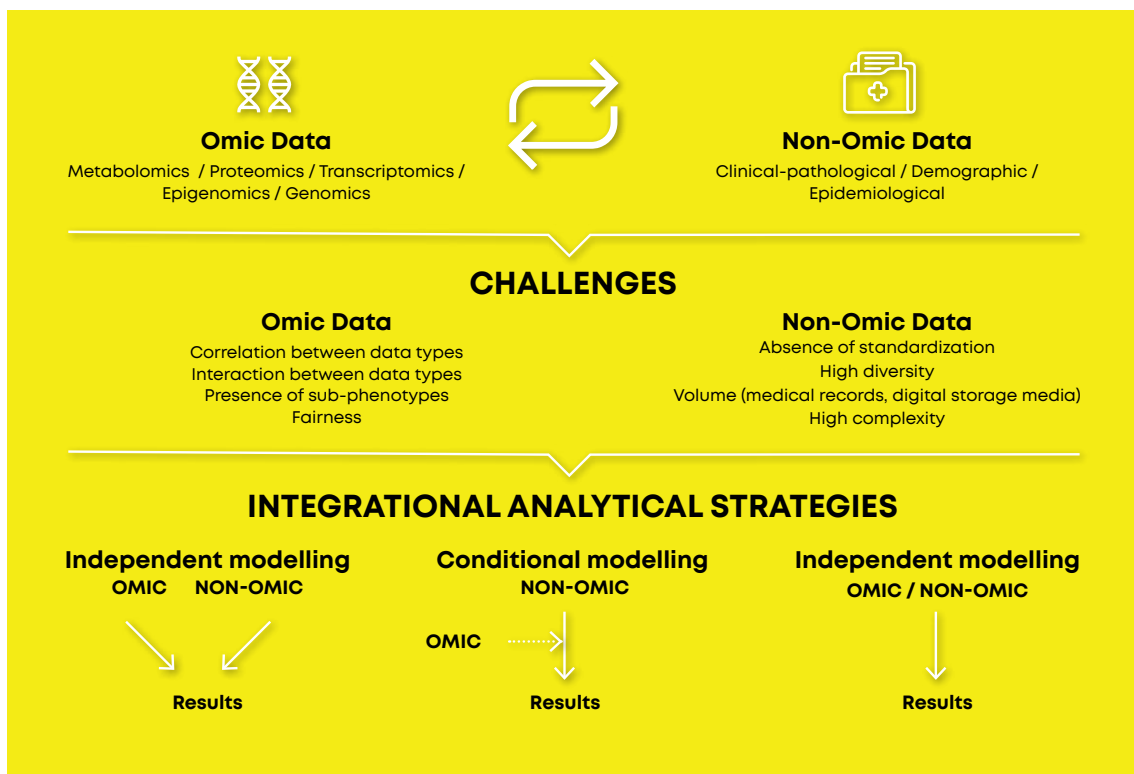 Omic Data
Metabolomics / Proteomics / Transcriptomics /
Epigenomics / Genomics
Non-Omic Data
Clinical-pathological / Demographic /
Epidemiological
CHALLENGES
Omic Data
Correlation between data types
Interaction between data types
Presence of sub-phenotypes
Fairness
Non-Omic Data
Absence of standardization
High diversity
Volume (medical records, digital storage media)
High complexity
INTEGRATIONAL ANALYTICAL STRATEGIES
Independent modelling
OMIC NON-OMIC
Results
Conditional modelling
NON-OMIC
OMIC
Results
Independent modelling
OMIC / NON-OMIC
Results